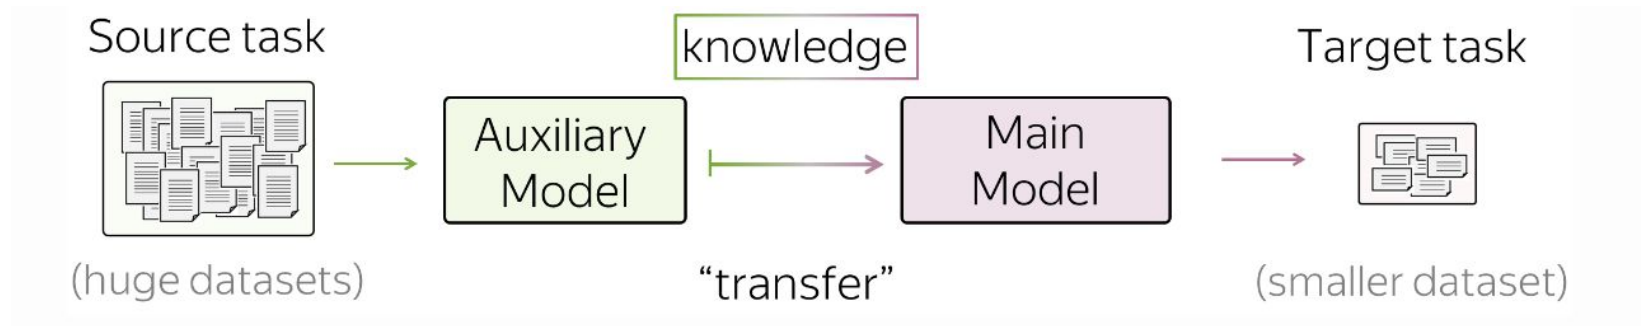 Source task
knowledge
Target task
Auxiliary
Model
Main
Model
(huge datasets)
“transfer”
(smaller dataset)